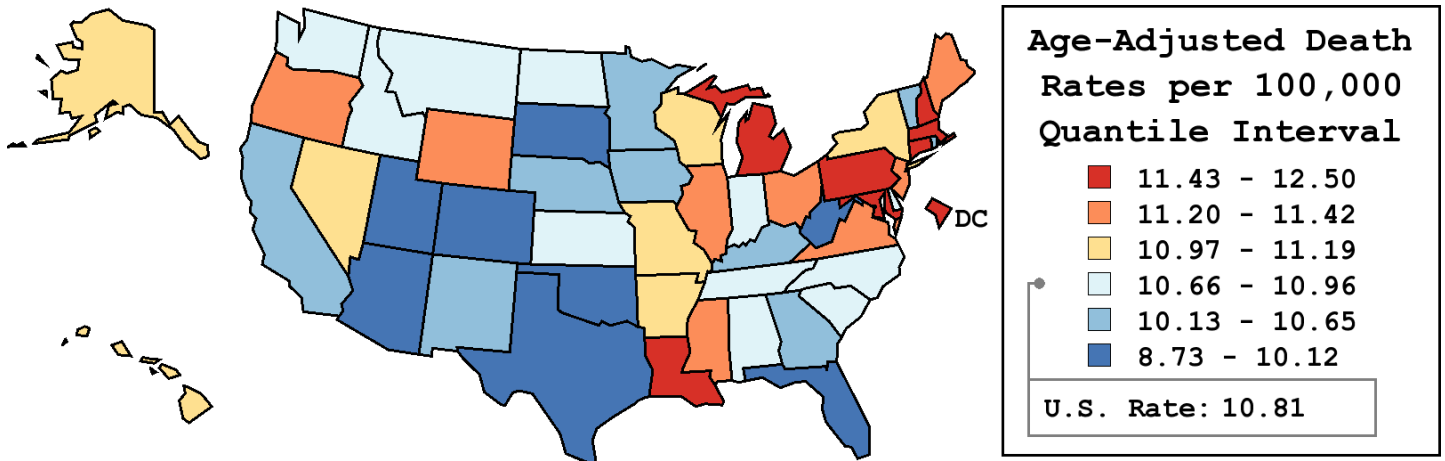 Age-Adjusted Death
Rates per 100,000
Quantile Interval
11.43 - 12.50
11.20 - 11.42
10.97 - 11.19
10.66 - 10.96
10.13 - 10.65
8.73 - 10.12
U.S. Rate: 10.81
DC